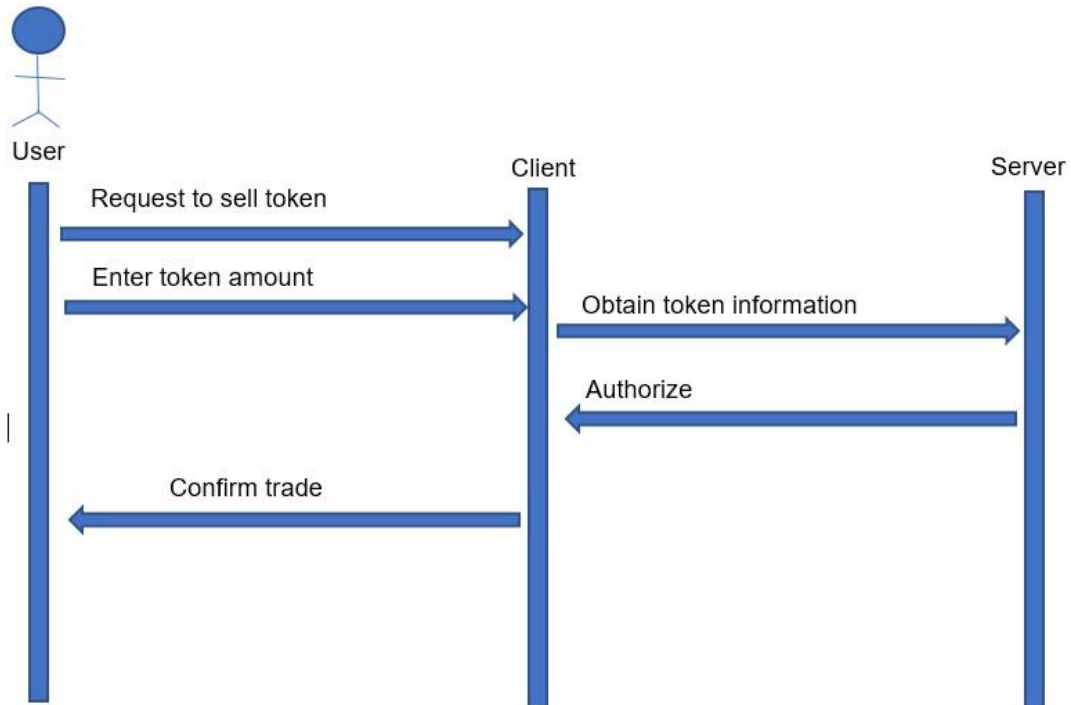 User
Client
Server
Request to sell token
Enter token amount
Obtain token information
Authorize
Confirm trade